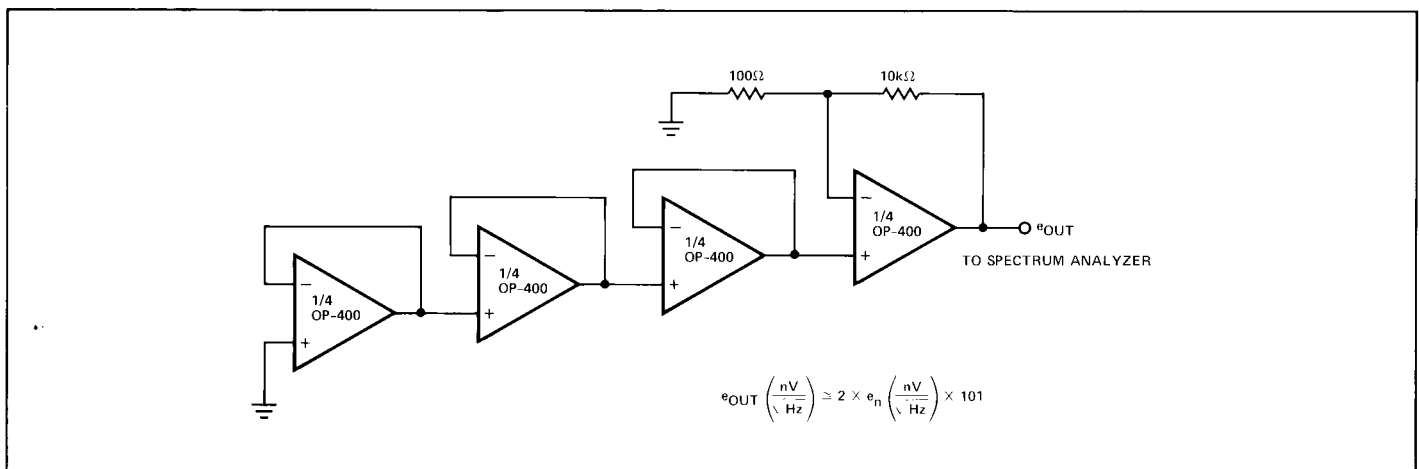 100Ω
10kΩ
−
1/4
OP-400
+
−
1/4
OP-400
+
−
1/4
OP-400
+
−
1/4
OP-400
+
eOUT
TO SPECTRUM ANALYZER
eOUT (nV/√Hz) ≃ 2 × en (nV/√Hz) × 101